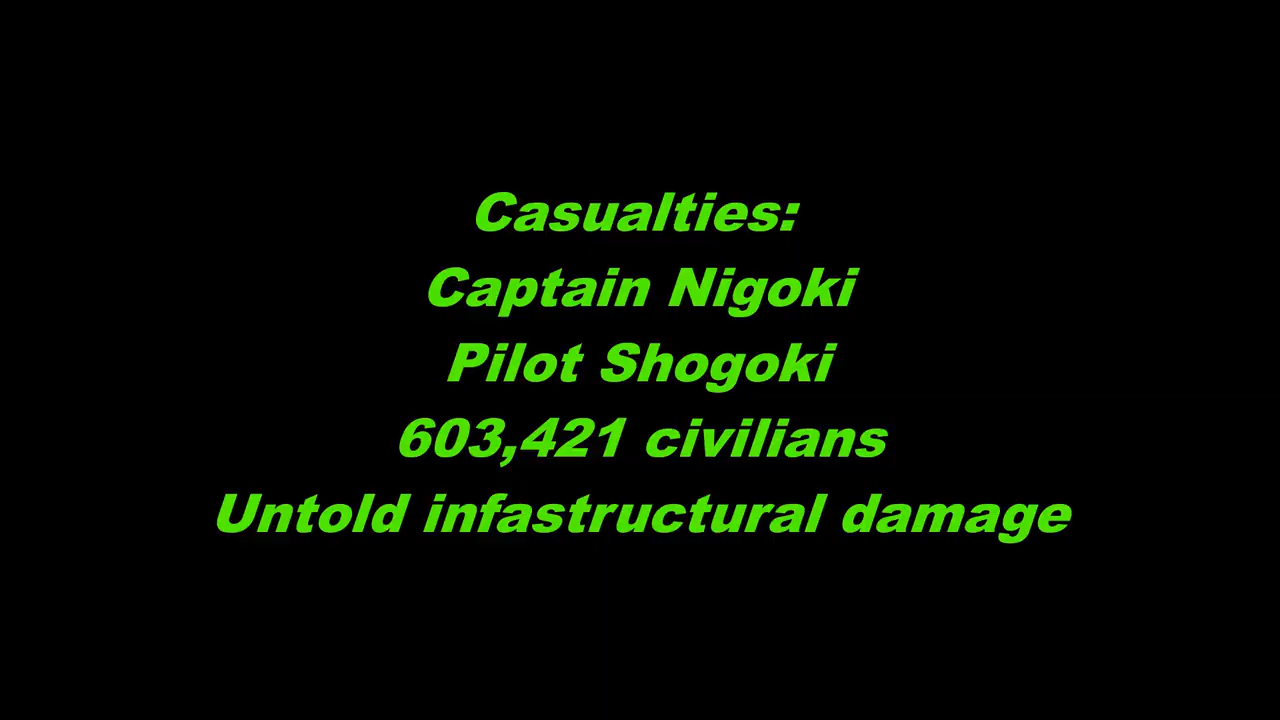 Casualties:
Captain Nigoki
Pilot Shogoki
603,421 civilians
Untold infastructural damage